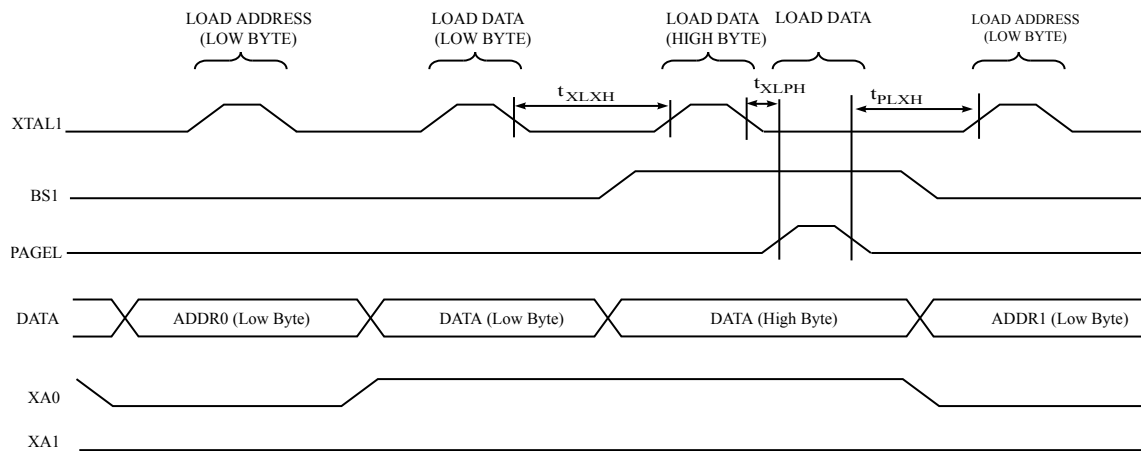 LOAD ADDRESS
(LOW BYTE)
LOAD DATA
(LOW BYTE)
LOAD DATA
(HIGH BYTE)
LOAD DATA
LOAD ADDRESS
(LOW BYTE)
tXLXH
tXLPH
tPLXH
XTAL1
BS1
PAGEL
DATA
ADDR0 (Low Byte)
DATA (Low Byte)
DATA (High Byte)
ADDR1 (Low Byte)
XA0
XA1